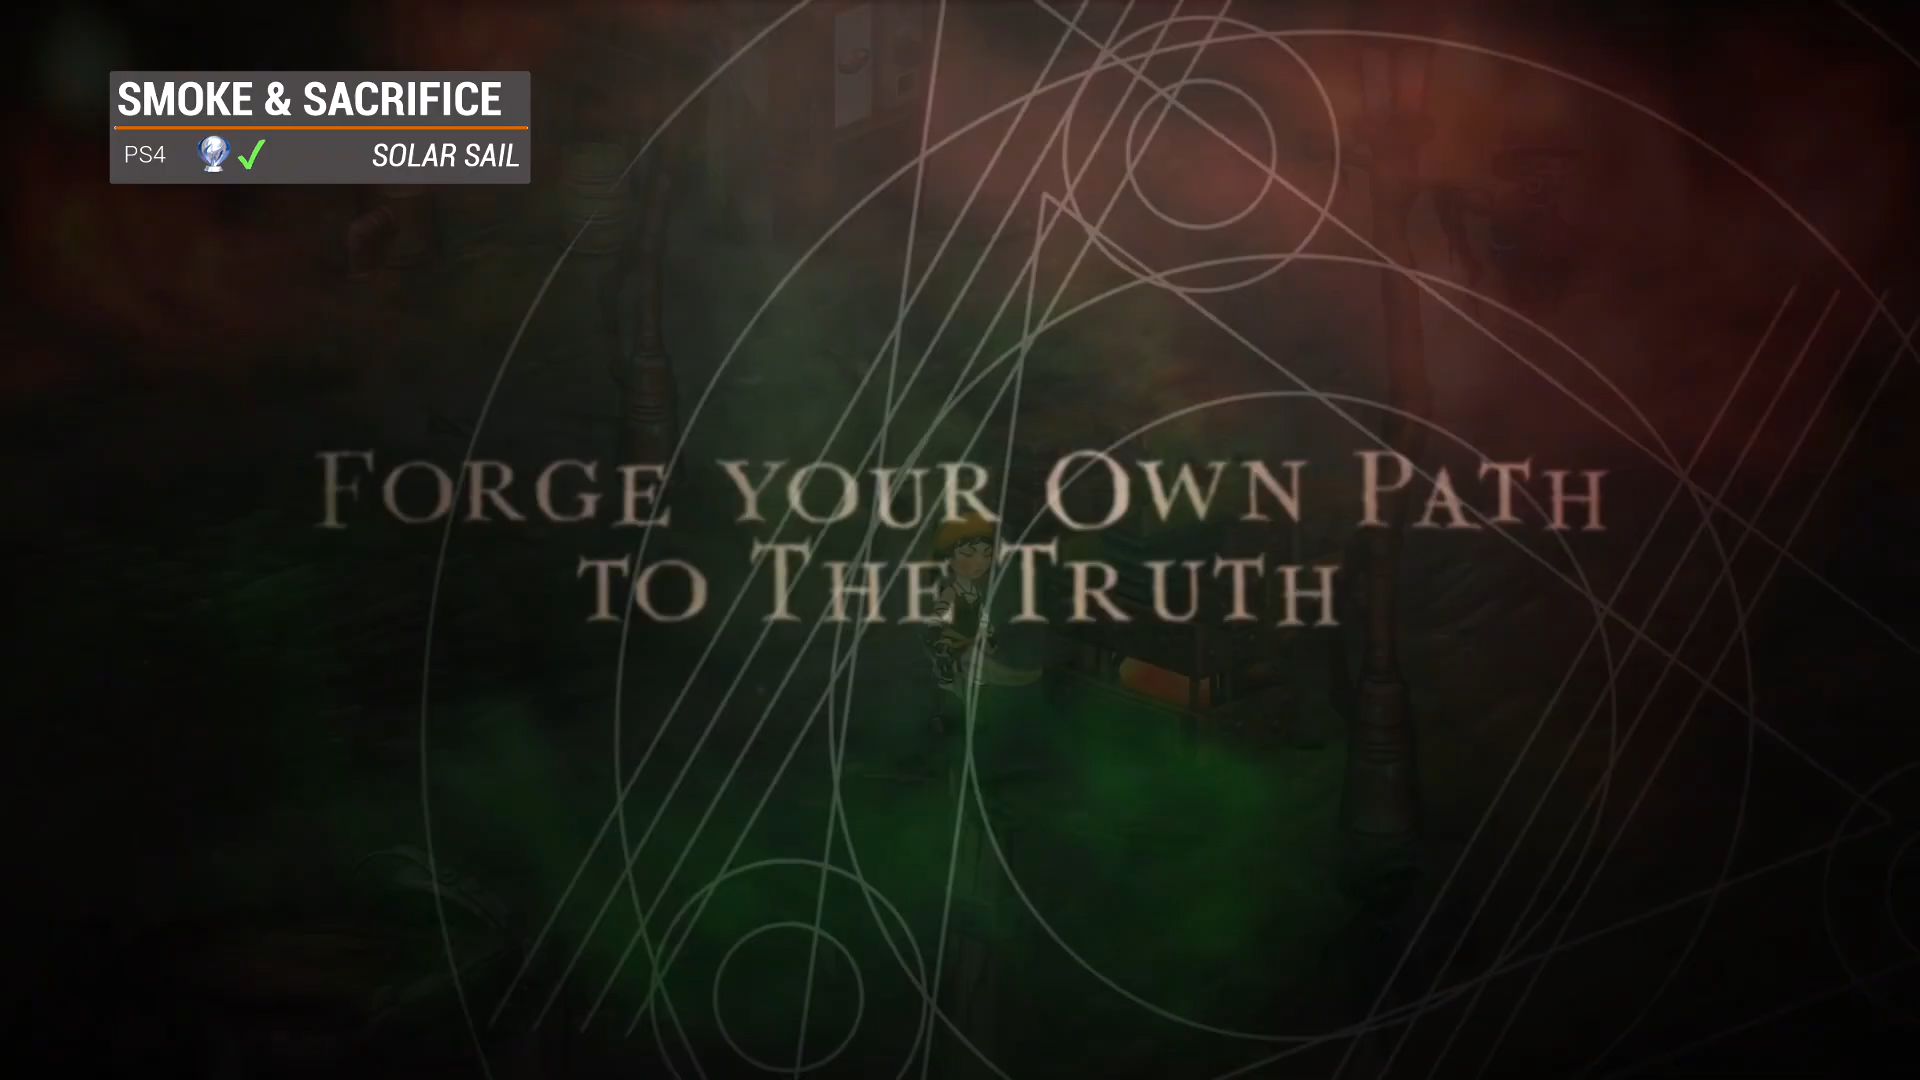 SMOKE & SACRIFICE
PS4 SOLAR SAIL
FORGE YOUR OWN PATH
TO THE TRUTH